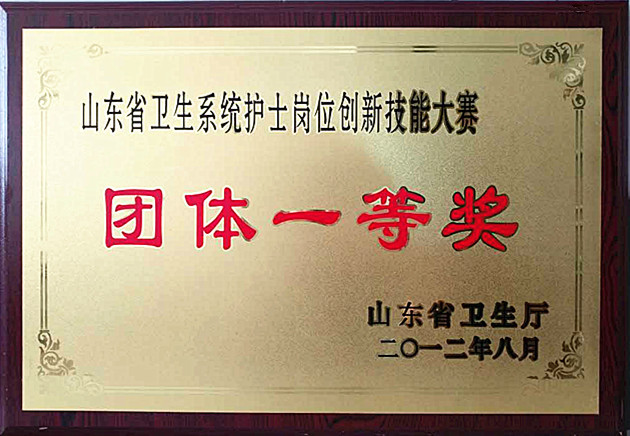 山东省卫生系统护士岗位创新技能大赛
团体一等奖
山东省卫生厅
二〇一二年八月